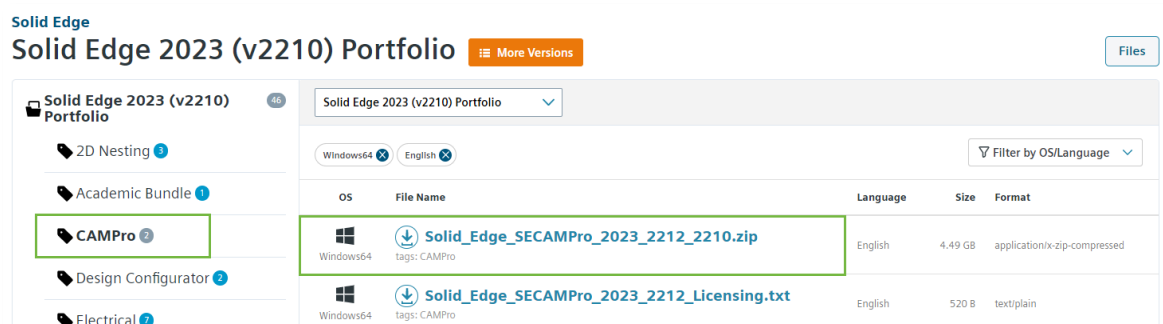 Solid Edge
Solid Edge 2023 (v2210) Portfolio
More Versions
Files
Solid Edge 2023 (v2210) Portfolio 46
2D Nesting 3
Academic Bundle 1
CAMPro 2
Design Configurator 2
Electrical 7
Solid Edge 2023 (v2210) Portfolio
Windows64 English
Filter by OS/Language
OS File Name Language Size Format
Windows64 Solid_Edge_SECAMPro_2023_2212_2210.zip English 4.49 GB application/x-zip-compressed
tags: CAMPro
Windows64 Solid_Edge_SECAMPro_2023_2212_Licensing.txt English 520 B text/plain
tags: CAMPro